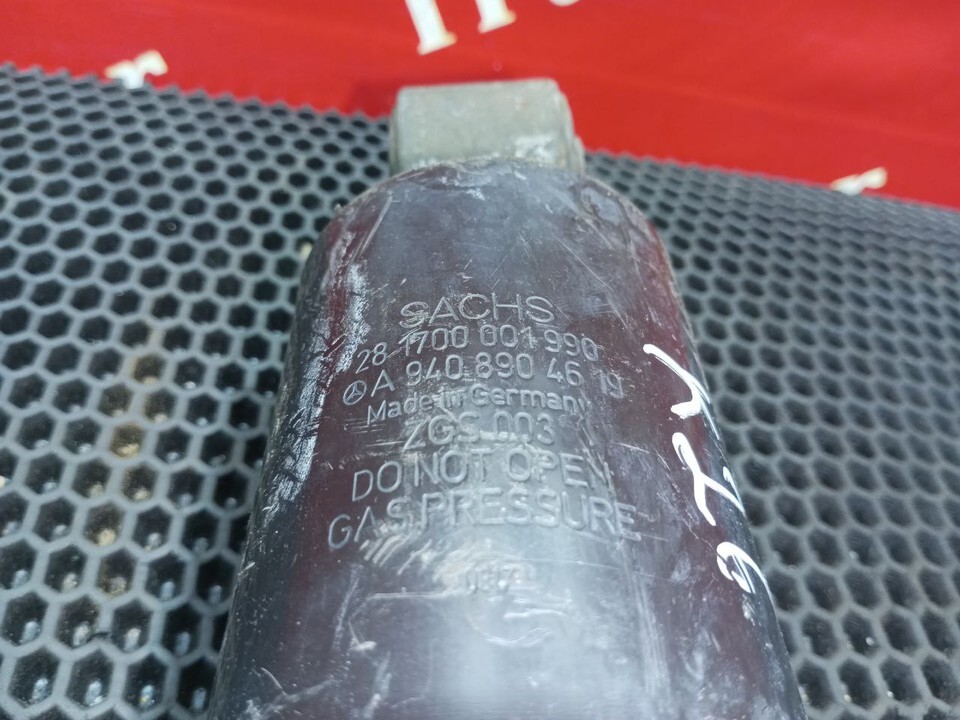 SACHS
28 1700 001 990
A 940 890 46 19
Made in Germany
ZGS 003
DO NOT OPEN
GAS PRESSURE